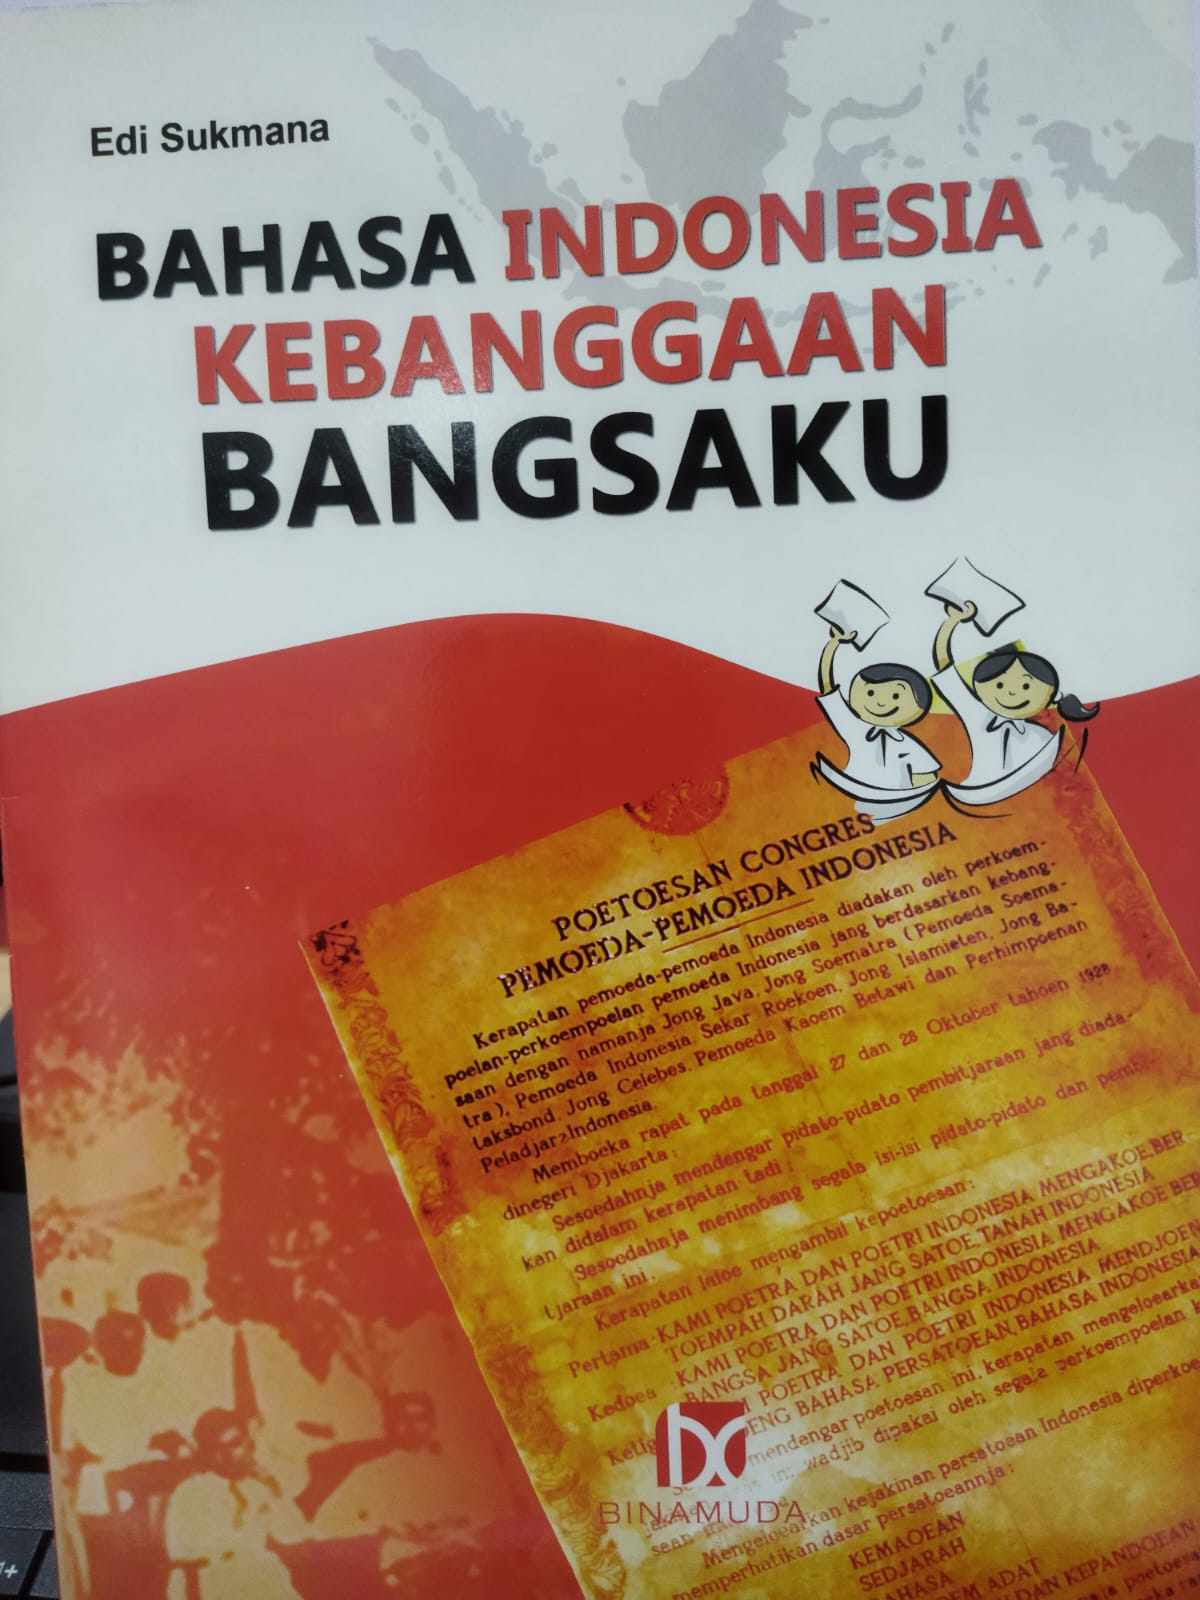 Edi Sukmana
BAHASA INDONESIA
KEBANGGAAN
BANGSAKU
POETOESAN CONGRES
PEMOEDA-PEMOEDA INDONESIA
Kerapatan pemoeda-pemoeda Indonesia diadakan oleh perkoem-
poelan-perkoempoelan pemoeda Indonesia jang berdasarkan kebang-
saan dengan namanja Jong Java, Jong Soematra (Pemoeda Soema-
tra), Pemoeda Indonesia, Sekar Roekoen, Jong Islamieten, Jong Ba-
taksbond, Jong Celebes, Pemoeda Kaoem Betawi dan Perhimpoenan
Peladjar2 Indonesia.
Memboeka rapat pada tanggal 27 dan 28 Oktober tahoen 1928
dinegeri Djakarta:
Sesoedahnja mendengar pidato-pidato pembitjaraan jang diada-
kan didalam kerapatan tadi;
Sesoedahnja menimbang segala isi-isi pidato-pidato dan pembi-
tjaraan ini.
Kerapatan laloe mengambil kepoetoesan:
Pertama: KAMI POETRA DAN POETRI INDONESIA MENGAKOE BER-
TOEMPAH DARAH JANG SATOE, TANAH INDONESIA
Kedoea : KAMI POETRA DAN POETRI INDONESIA MENGAKOE BER
BANGSA JANG SATOE, BANGSA INDONESIA
POETRA DAN POETRI INDONESIA MENDJOEN
BAHASA PERSATOEAN, BAHASA INDONESIA
mendengar poetoesan ini, kerapatan mengeloearka
ini wadjib dipakai oleh segala perkoempoelan
Mengeloearkan kejakinan persatoean Indonesia diperkoe
memperhatikan dasar persatoeannja:
KEMAOEAN
SEDJARAH
BAHASA
ADAT
DAN KEPANDOEAN
BINAMUDA